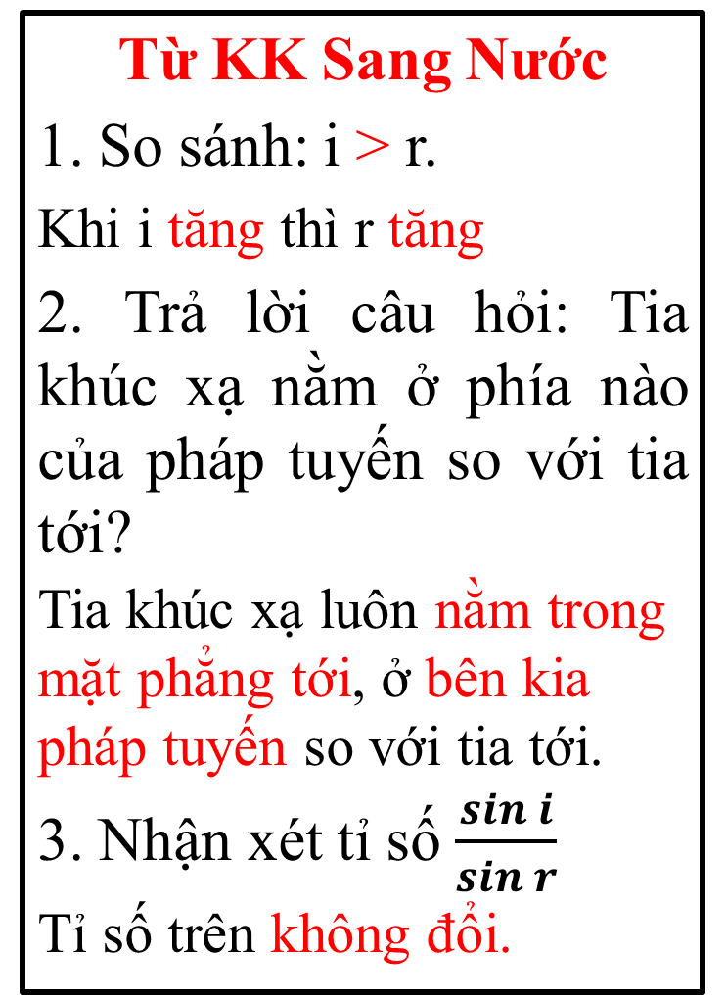 Từ KK Sang Nước
1. So sánh: i > r.
Khi i tăng thì r tăng
2. Trả lời câu hỏi: Tia
khúc xạ nằm ở phía nào
của pháp tuyến so với tia
tới?
Tia khúc xạ luôn nằm trong
mặt phẳng tới, ở bên kia
pháp tuyến so với tia tới.
3. Nhận xét tỉ số sin i / sin r
Tỉ số trên không đổi.